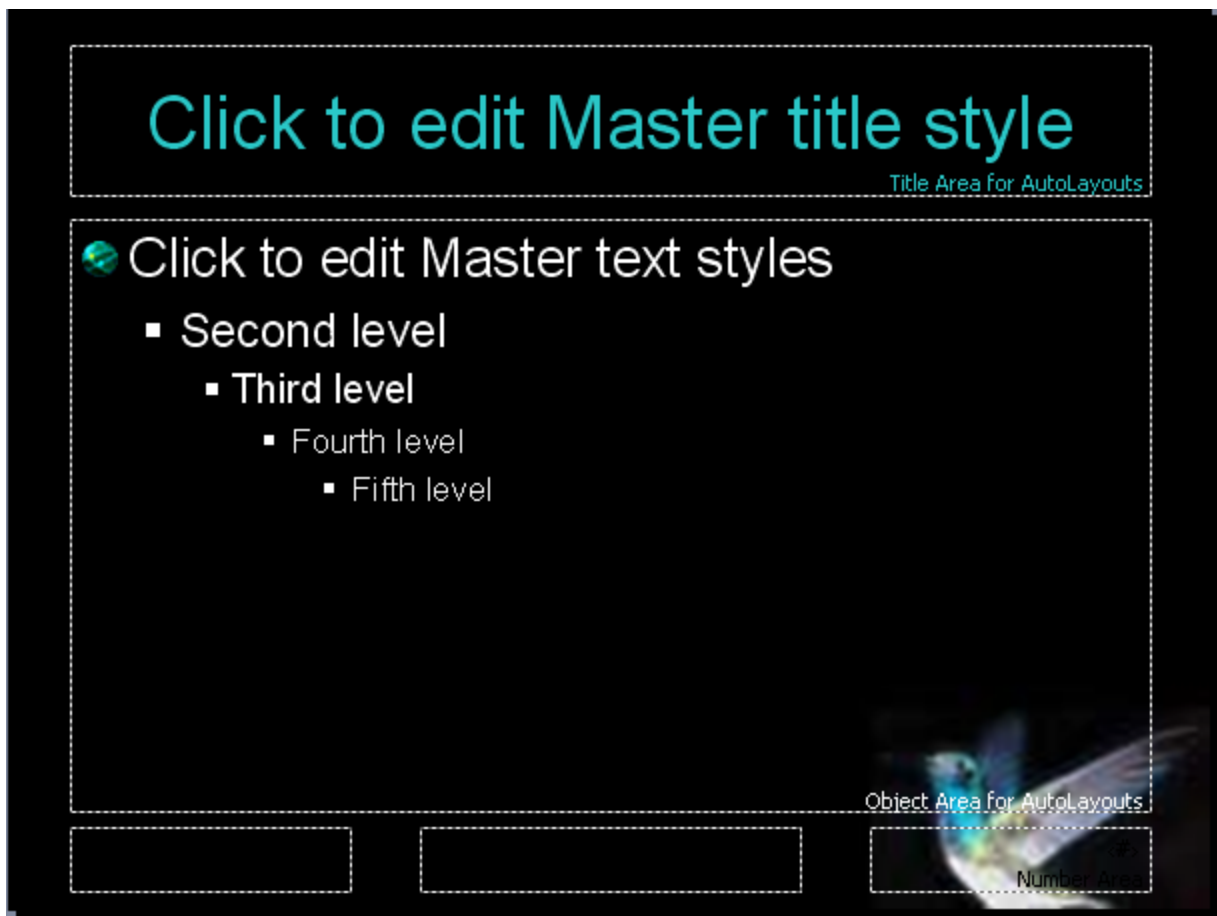 Click to edit Master title style
Title Area for AutoLayouts
Click to edit Master text styles
Second level
Third level
Fourth level
Fifth level
Object Area for AutoLayouts
‹#›
Number Area